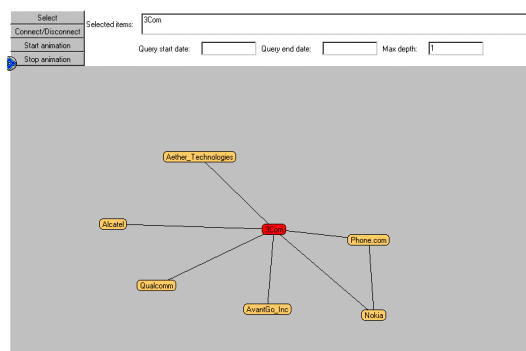 Select
Connect/Disconnect
Start animation
Stop animation
Selected items:
3Com
Query start date: Query end date: Max depth: 1
Aether_Technologies
Alcatel
3Com
Phone.com
Qualcomm
AvantGo_Inc
Nokia